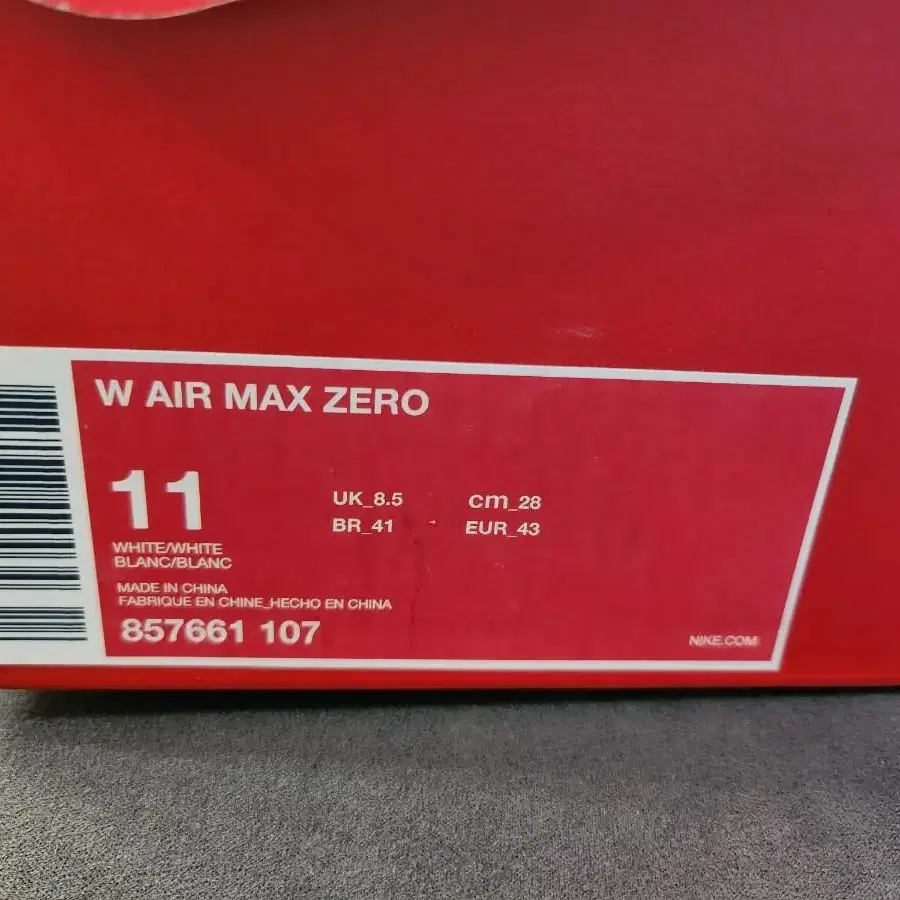 W AIR MAX ZERO
11
UK_8.5 cm_28
BR_41 EUR_43
WHITE/WHITE
BLANC/BLANC
MADE IN CHINA
FABRIQUE EN CHINE_HECHO EN CHINA
857661 107
NIKE.COM